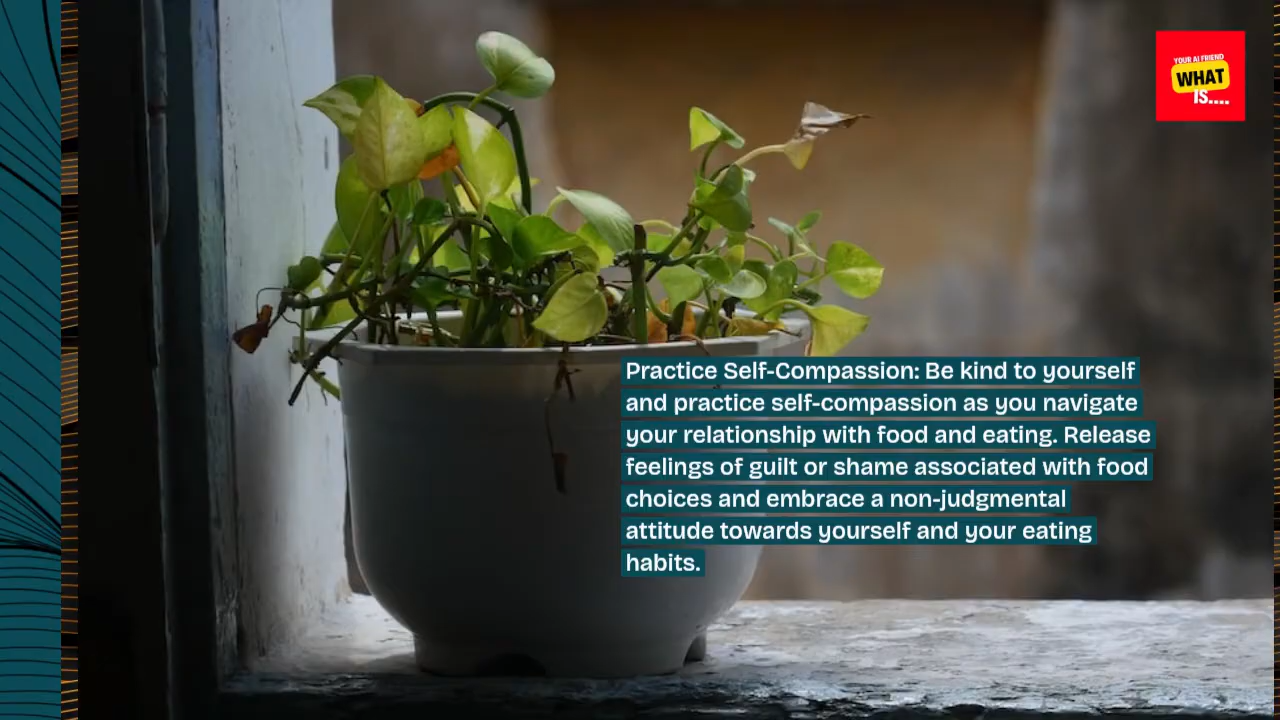 YOUR AI FRIEND
WHAT
IS....
Practice Self-Compassion: Be kind to yourself
and practice self-compassion as you navigate
your relationship with food and eating. Release
feelings of guilt or shame associated with food
choices and embrace a non-judgmental
attitude towards yourself and your eating
habits.